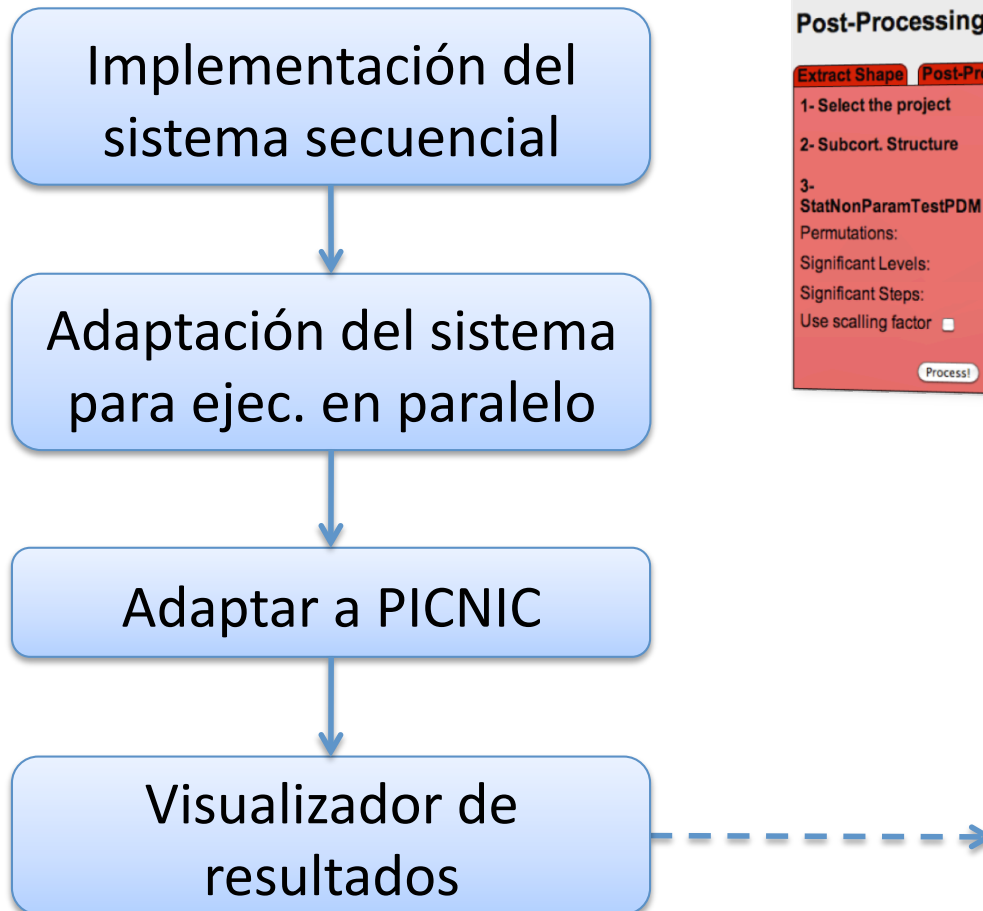 Implementación del
sistema secuencial
Adaptación del sistema
para ejec. en paralelo
Adaptar a PICNIC
Visualizador de
resultados
Post-Processing
Extract Shape
1- Select the project
2- Subcort. Structure
3-
StatNonParamTestPDM
Permutations:
Significant Levels:
Significant Steps:
Use scalling factor
Process!